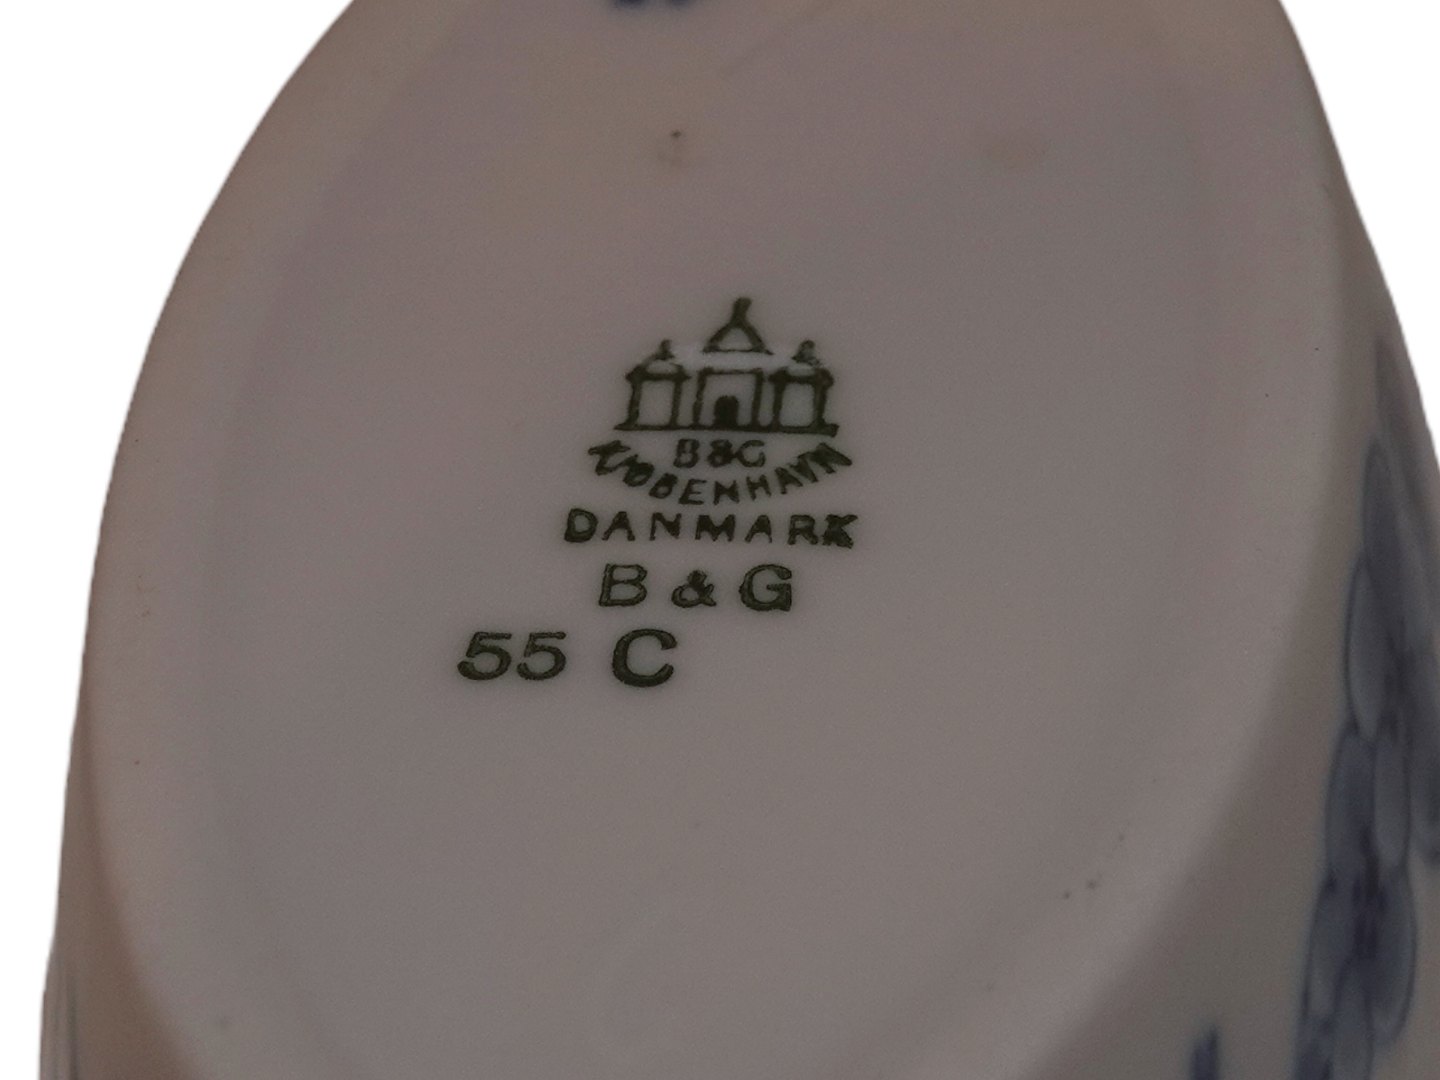 B&G
KJØBENHAVN
DANMARK
B & G
55 C